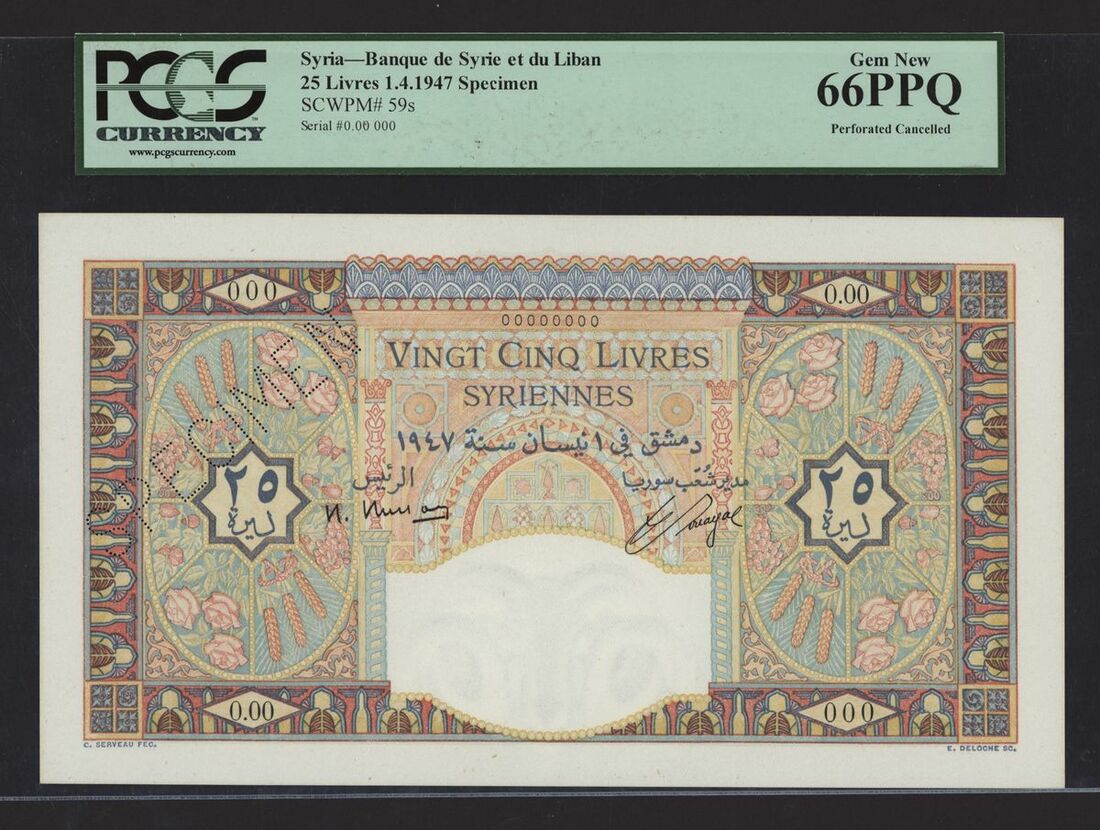 PCGS
CURRENCY
www.pcgscurrency.com
Syria—Banque de Syrie et du Liban
25 Livres 1.4.1947 Specimen
SCWPM# 59s
Serial #0.00 000
Gem New
66PPQ
Perforated Cancelled
000
0.00
00000000
VINGT CINQ LIVRES
SYRIENNES
SPECIMEN
دمشق في ١ نيسان سنة ١٩٤٧
الرئيس
مدير شعب سوريا
٢٥
ليرة
٢٥
ليرة
0.00
000
C. SERVEAU FEC.
E. DELOCHE SC.